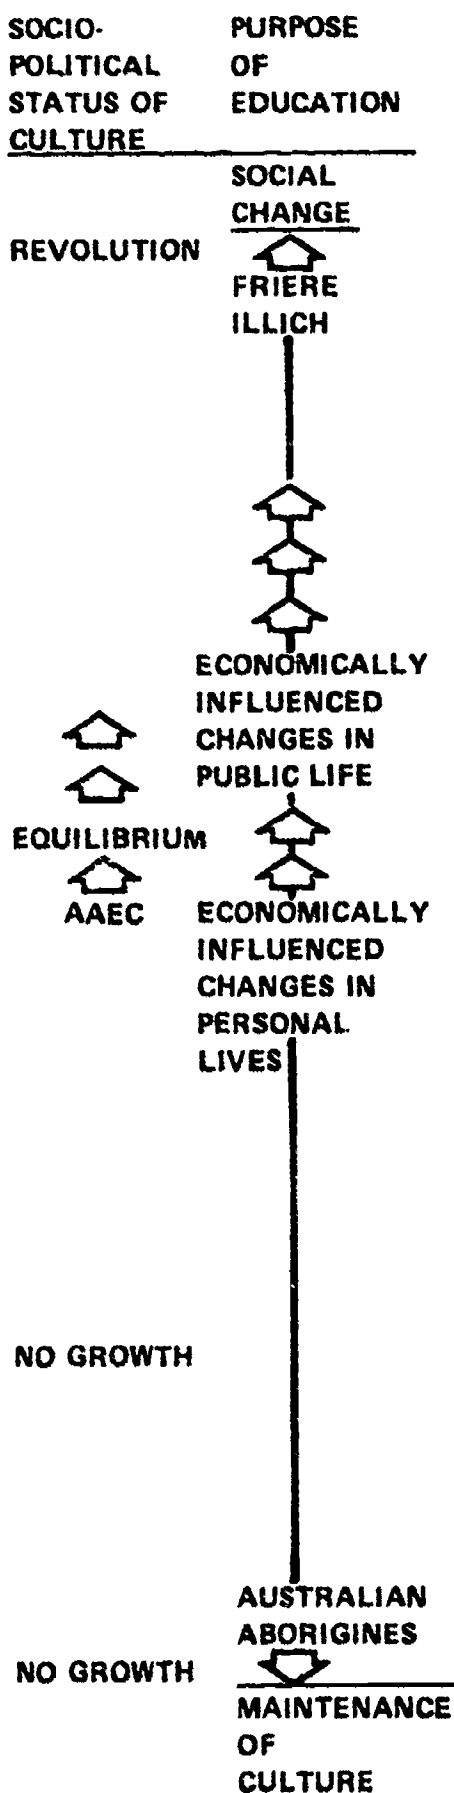 SOCIO-
POLITICAL
STATUS OF
CULTURE
PURPOSE
OF
EDUCATION
SOCIAL
CHANGE
REVOLUTION
FRIERE
ILLICH
ECONOMICALLY
INFLUENCED
CHANGES IN
PUBLIC LIFE
EQUILIBRIUM
AAEC
ECONOMICALLY
INFLUENCED
CHANGES IN
PERSONAL
LIVES
NO GROWTH
AUSTRALIAN
ABORIGINES
NO GROWTH
MAINTENANCE
OF
CULTURE